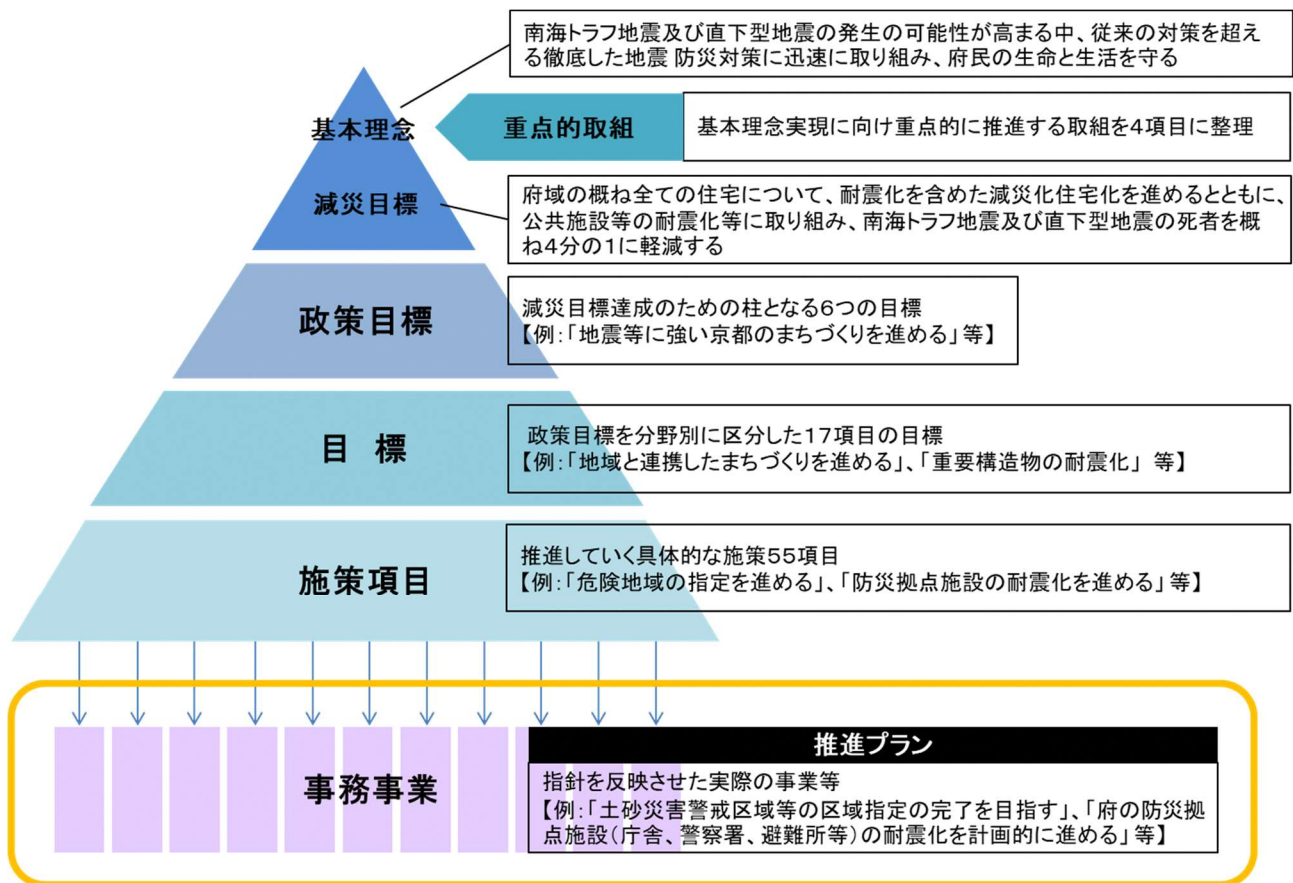 南海トラフ地震及び直下型地震の発生の可能性が高まる中、従来の対策を超え
る徹底した地震 防災対策に迅速に取り組み、府民の生命と生活を守る
基本理念
重点的取組
基本理念実現に向け重点的に推進する取組を4項目に整理
減災目標
府域の概ね全ての住宅について、耐震化を含めた減災化住宅化を進めるとともに、
公共施設等の耐震化等に取り組み、南海トラフ地震及び直下型地震の死者を概
ね4分の1に軽減する
政策目標
減災目標達成のための柱となる6つの目標
【例：「地震等に強い京都のまちづくりを進める」等】
目 標
政策目標を分野別に区分した17項目の目標
【例：「地域と連携したまちづくりを進める」、「重要構造物の耐震化」 等】
施策項目
推進していく具体的な施策55項目
【例：「危険地域の指定を進める」、「防災拠点施設の耐震化を進める」等】
推進プラン
事務事業
指針を反映させた実際の事業等
【例：「土砂災害警戒区域等の区域指定の完了を目指す」、「府の防災拠
点施設（庁舎、警察署、避難所等）の耐震化を計画的に進める」等】